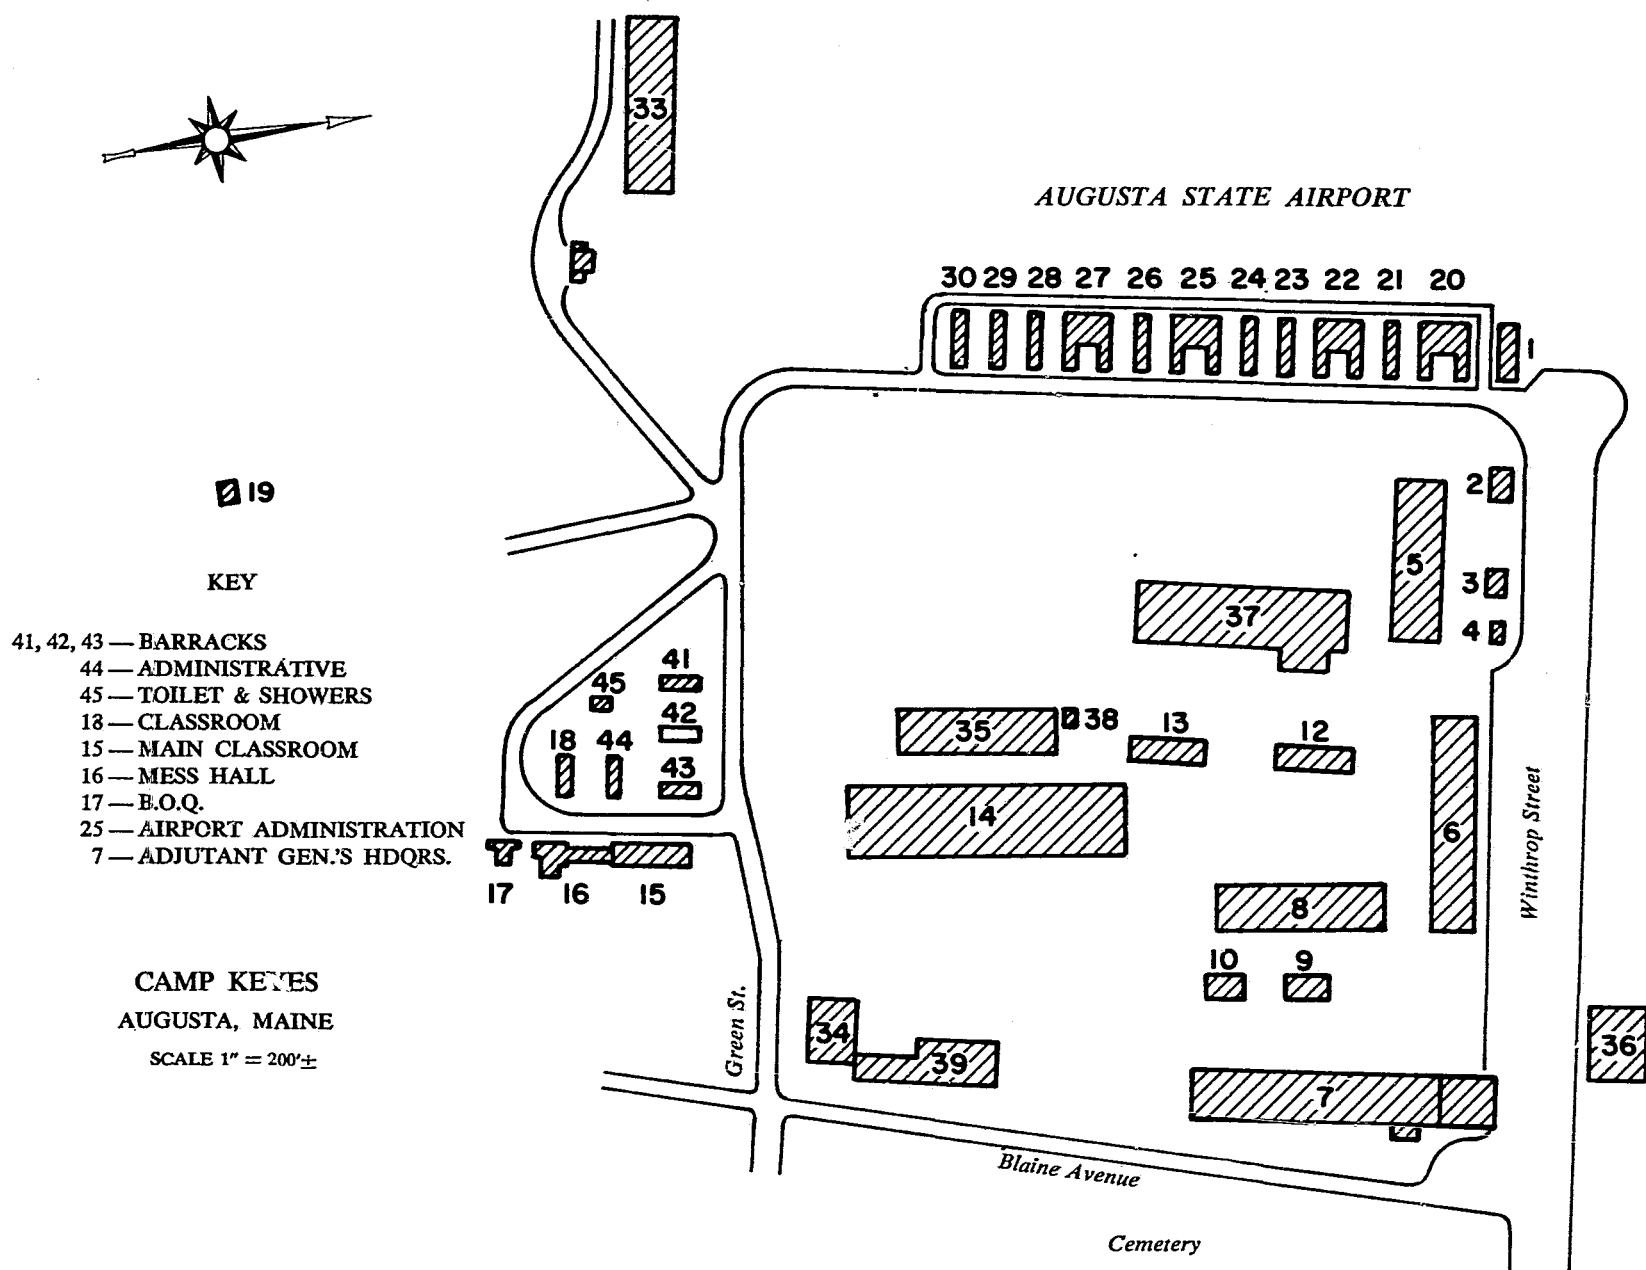 33
AUGUSTA STATE AIRPORT
30 29 28 27 26 25 24 23 22 21 20
1
19
2
5
3
4
37
KEY
41, 42, 43 — BARRACKS
44 — ADMINISTRATIVE
45 — TOILET & SHOWERS
18 — CLASSROOM
15 — MAIN CLASSROOM
16 — MESS HALL
17 — B.O.Q.
25 — AIRPORT ADMINISTRATION
7 — ADJUTANT GEN.'S HDQRS.
41
45
42
18 44
43
17 16 15
35 38 13 12
14
6
Winthrop Street
8
10 9
CAMP KEYES
AUGUSTA, MAINE
SCALE 1" = 200'±
Green St.
34
39
36
7
Blaine Avenue
Cemetery